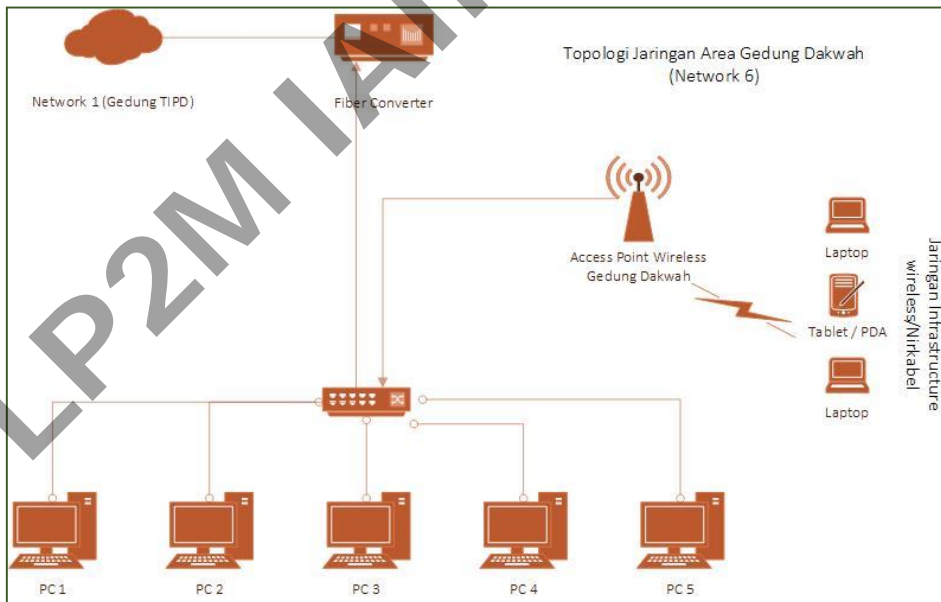 Topologi Jaringan Area Gedung Dakwah
(Network 6)
Network 1 (Gedung TIPD)
Fiber Converter
Access Point Wireless
Gedung Dakwah
Laptop
Tablet / PDA
Laptop
Jaringan Infrastructure
wireless/Nirkabel
PC 1
PC 2
PC 3
PC 4
PC 5
LP2M